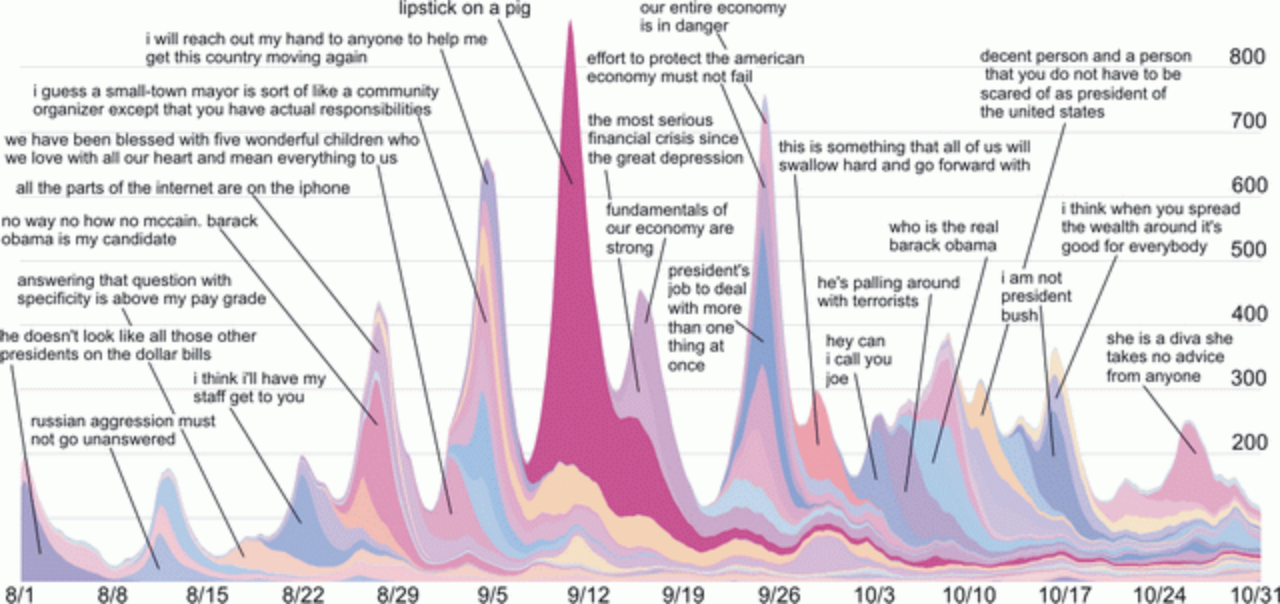 lipstick on a pig
our entire economy
is in danger
i will reach out my hand to anyone to help me
get this country moving again
effort to protect the american
economy must not fail
decent person and a person
that you do not have to be
scared of as president of
the united states
i guess a small-town mayor is sort of like a community
organizer except that you have actual responsibilities
the most serious
financial crisis since
the great depression
we have been blessed with five wonderful children who
we love with all our heart and mean everything to us
this is something that all of us will
swallow hard and go forward with
all the parts of the internet are on the iphone
fundamentals of
our economy are
strong
i think when you spread
the wealth around it's
good for everybody
no way no how no mccain. barack
obama is my candidate
who is the real
barack obama
president's
job to deal
with more
than one
thing at
once
answering that question with
specificity is above my pay grade
he's palling around
with terrorists
i am not
president
bush
he doesn't look like all those other
presidents on the dollar bills
hey can
i call you
joe
she is a diva she
takes no advice
from anyone
i think i'll have my
staff get to you
russian aggression must
not go unanswered
800
700
600
500
400
300
200
8/1 8/8 8/15 8/22 8/29 9/5 9/12 9/19 9/26 10/3 10/10 10/17 10/24 10/31